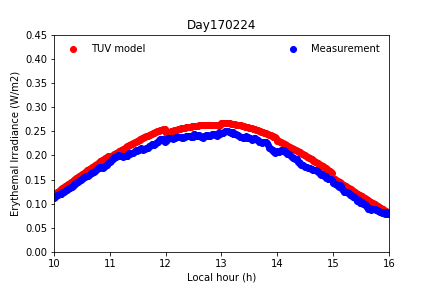 Day170224
TUV model
Measurement
Erythemal Irradiance (W/m2)
0.45
0.40
0.35
0.30
0.25
0.20
0.15
0.10
0.05
0.00
10 11 12 13 14 15 16
Local hour (h)